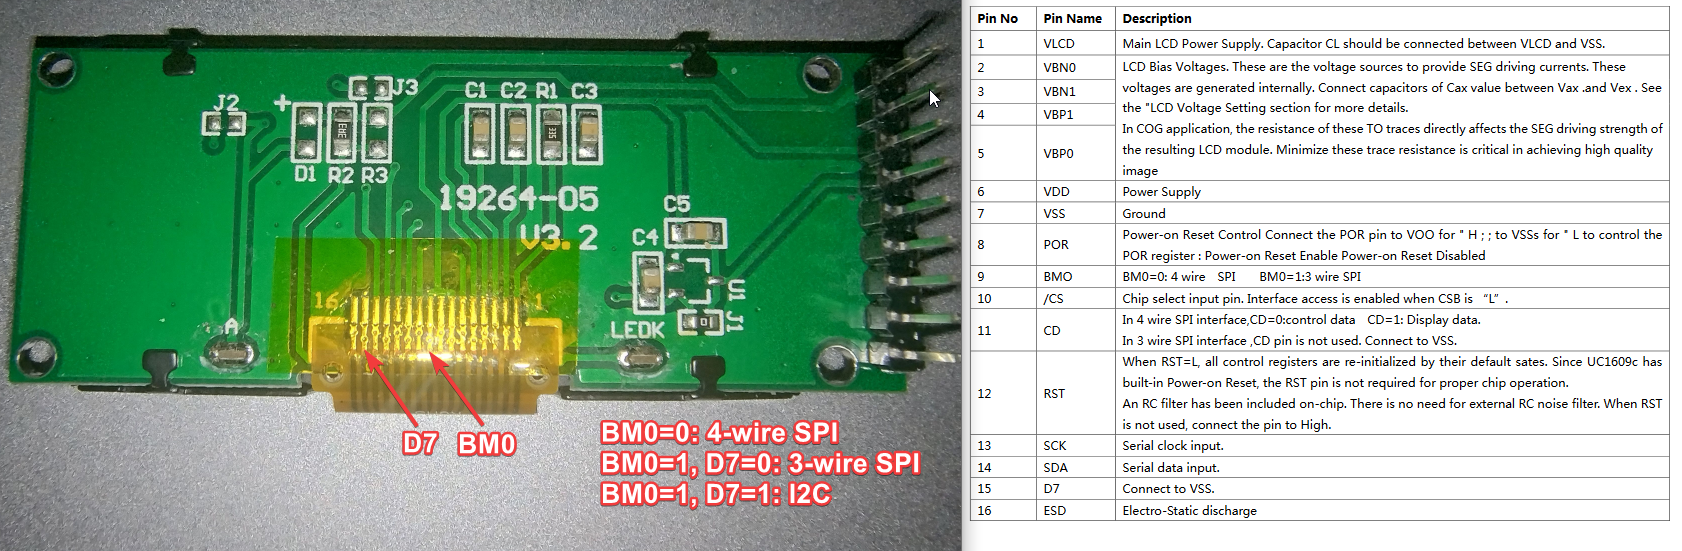 J2
J3
C1 C2 R1 C3
D1 R2 R3
19264-05
V3.2
C5
C4
U1
J1
16
1
A
LEDK
D7 BM0
BM0=0: 4-wire SPI
BM0=1, D7=0: 3-wire SPI
BM0=1, D7=1: I2C
Pin No Pin Name Description
1 VLCD Main LCD Power Supply. Capacitor CL should be connected between VLCD and VSS.
2 VBN0 LCD Bias Voltages. These are the voltage sources to provide SEG driving currents. These
3 VBN1 voltages are generated internally. Connect capacitors of Cax value between Vax .and Vex . See
4 VBP1 the "LCD Voltage Setting section for more details.
In COG application, the resistance of these TO traces directly affects the SEG driving strength of
5 VBP0 the resulting LCD module. Minimize these trace resistance is critical in achieving high quality
image
6 VDD Power Supply
7 VSS Ground
8 POR Power-on Reset Control Connect the POR pin to VOO for " H ; ; to VSSs for " L to control the
POR register : Power-on Reset Enable Power-on Reset Disabled
9 BMO BM0=0: 4 wire SPI BM0=1:3 wire SPI
10 /CS Chip select input pin. Interface access is enabled when CSB is “L”.
11 CD In 4 wire SPI interface,CD=0:control data CD=1: Display data.
In 3 wire SPI interface ,CD pin is not used. Connect to VSS.
12 RST When RST=L, all control registers are re-initialized by their default sates. Since UC1609c has
built-in Power-on Reset, the RST pin is not required for proper chip operation.
An RC filter has been included on-chip. There is no need for external RC noise filter. When RST
is not used, connect the pin to High.
13 SCK Serial clock input.
14 SDA Serial data input.
15 D7 Connect to VSS.
16 ESD Electro-Static discharge